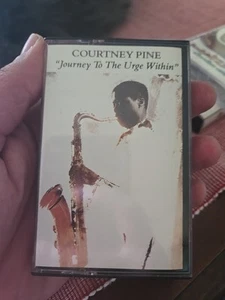 COURTNEY PINE
"Journey To The Urge Within"